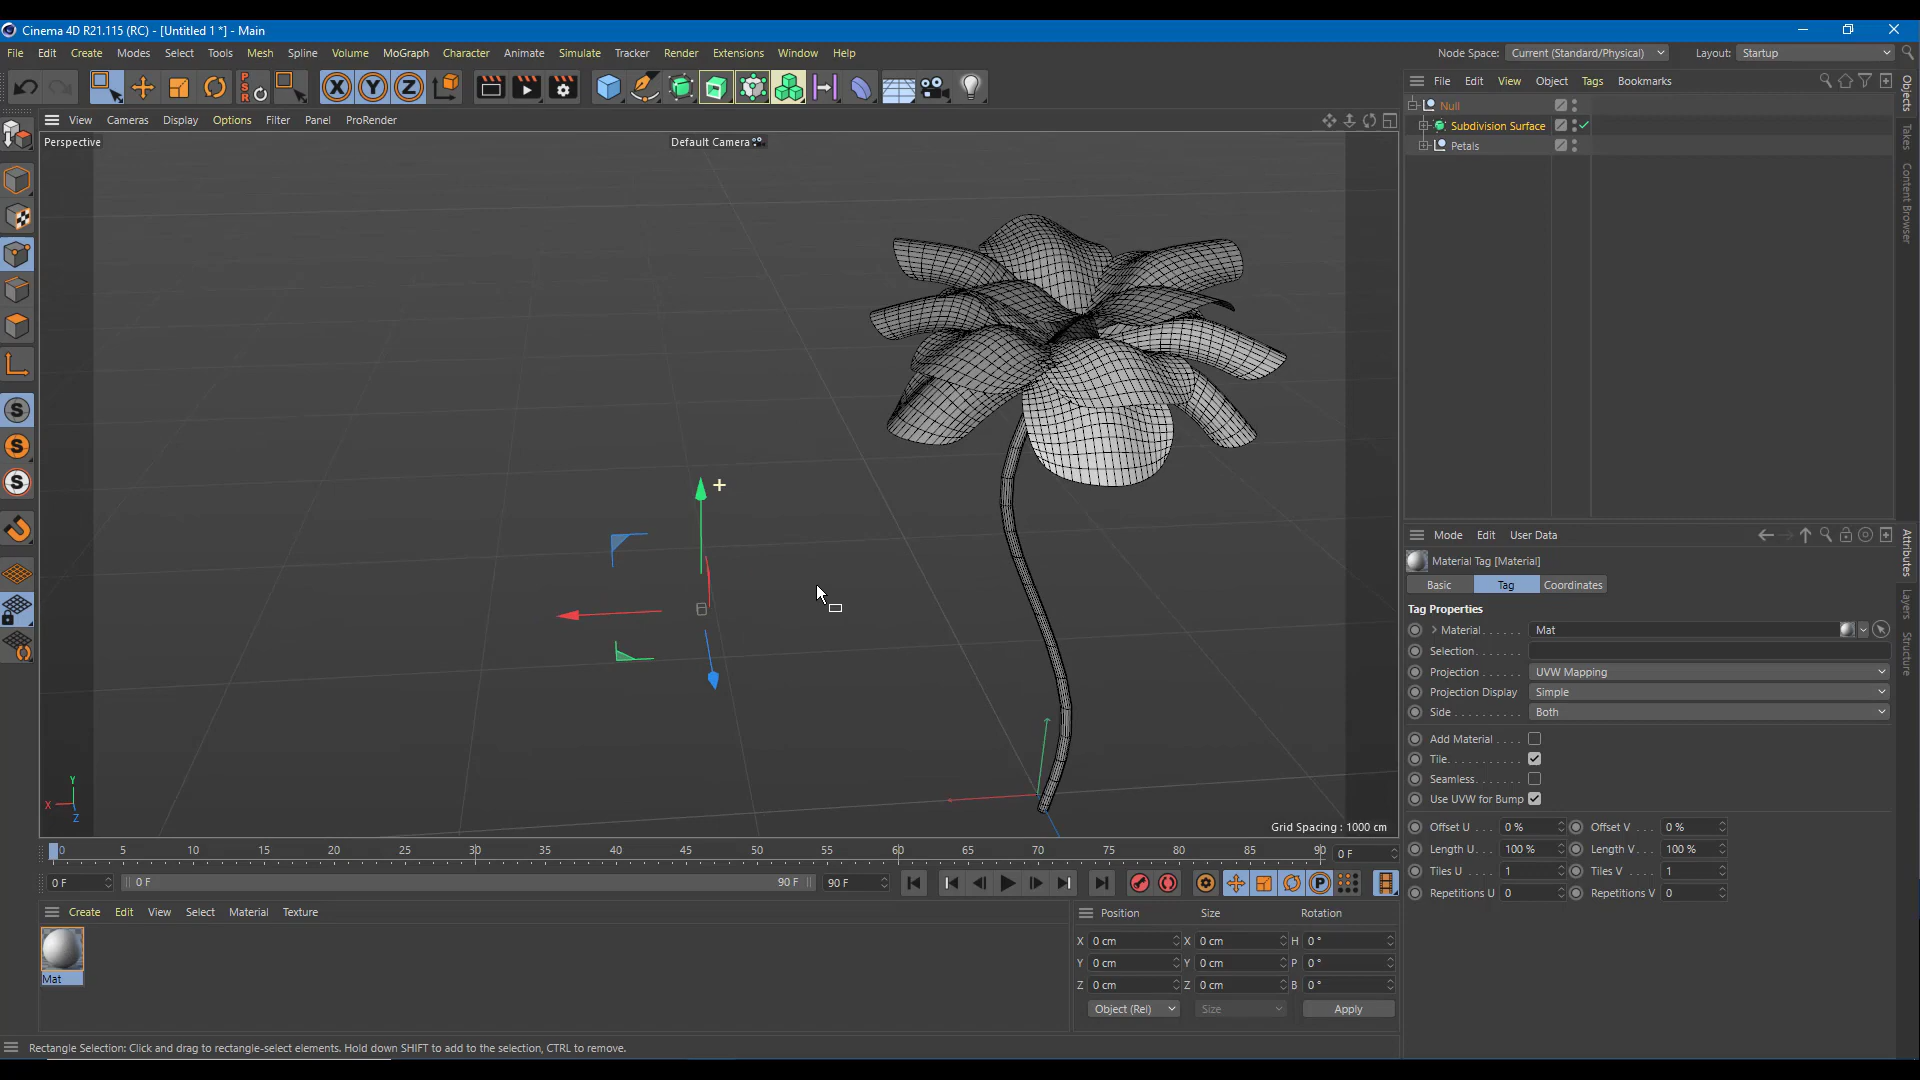 Cinema 4D R21.115 (RC) - [Untitled 1 *] - Main
File Edit Create Modes Select Tools Mesh Spline Volume MoGraph Character Animate Simulate Tracker Render Extensions Window Help
Node Space: Current (Standard/Physical) Layout: Startup
X Y Z
PSR
File Edit View Object Tags Bookmarks
View Cameras Display Options Filter Panel ProRender
Perspective
Default Camera
Null
Subdivision Surface
Petals
Objects
Takes
Content Browser
Mode Edit User Data
Material Tag [Material]
Basic Tag Coordinates
Tag Properties
Material . . . . . . Mat
Selection. . . . . . .
Projection . . . . . . UVW Mapping
Projection Display Simple
Side . . . . . . . . . . Both
Add Material . . . .
Tile. . . . . . . . . . .
Seamless. . . . . . .
Use UVW for Bump
Offset U . . . 0 % Offset V . . . 0 %
Length U. . . 100 % Length V. . . 100 %
Tiles U . . . . 1 Tiles V . . . . 1
Repetitions U 0 Repetitions V 0
Attributes
Layers
Structure
S
S
S
Y
X
Z
Grid Spacing : 1000 cm
0 5 10 15 20 25 30 35 40 45 50 55 60 65 70 75 80 85 90
0 F
0 F 0 F 90 F 90 F
P
Create Edit View Select Material Texture
Mat
Position Size Rotation
X 0 cm X 0 cm H 0 °
Y 0 cm Y 0 cm P 0 °
Z 0 cm Z 0 cm B 0 °
Object (Rel) Size Apply
Rectangle Selection: Click and drag to rectangle-select elements. Hold down SHIFT to add to the selection, CTRL to remove.